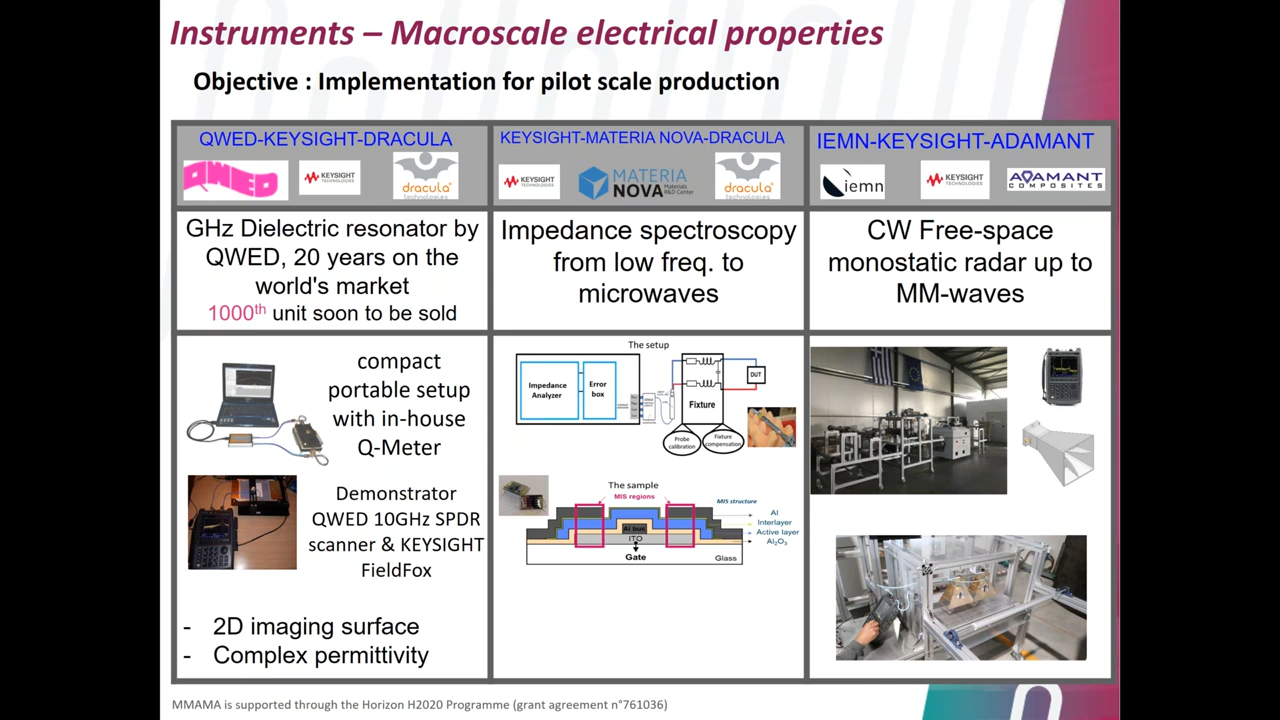 Instruments – Macroscale electrical properties
Objective : Implementation for pilot scale production
QWED-KEYSIGHT-DRACULA
QWED
KEYSIGHT
TECHNOLOGIES
dracula
technologies
KEYSIGHT-MATERIA NOVA-DRACULA
KEYSIGHT
TECHNOLOGIES
MATERIA
NOVA
Materials
R&D Center
dracula
technologies
IEMN-KEYSIGHT-ADAMANT
iemn
KEYSIGHT
TECHNOLOGIES
ADAMANT
COMPOSITES
GHz Dielectric resonator by
QWED, 20 years on the
world's market
1000th unit soon to be sold
Impedance spectroscopy
from low freq. to
microwaves
CW Free-space
monostatic radar up to
MM-waves
compact
portable setup
with in-house
Q-Meter
Demonstrator
QWED 10GHz SPDR
scanner & KEYSIGHT
FieldFox
- 2D imaging surface
- Complex permittivity
The setup
Impedance
Analyzer
Error
box
Fixture
DUT
Probe
calibration
Fixture
compensation
The sample
MIS regions
MIS structure
Al
Interlayer
Active layer
Al2O3
Al bus
ITO
Gate
Glass
MMAMA is supported through the Horizon H2020 Programme (grant agreement n°761036)